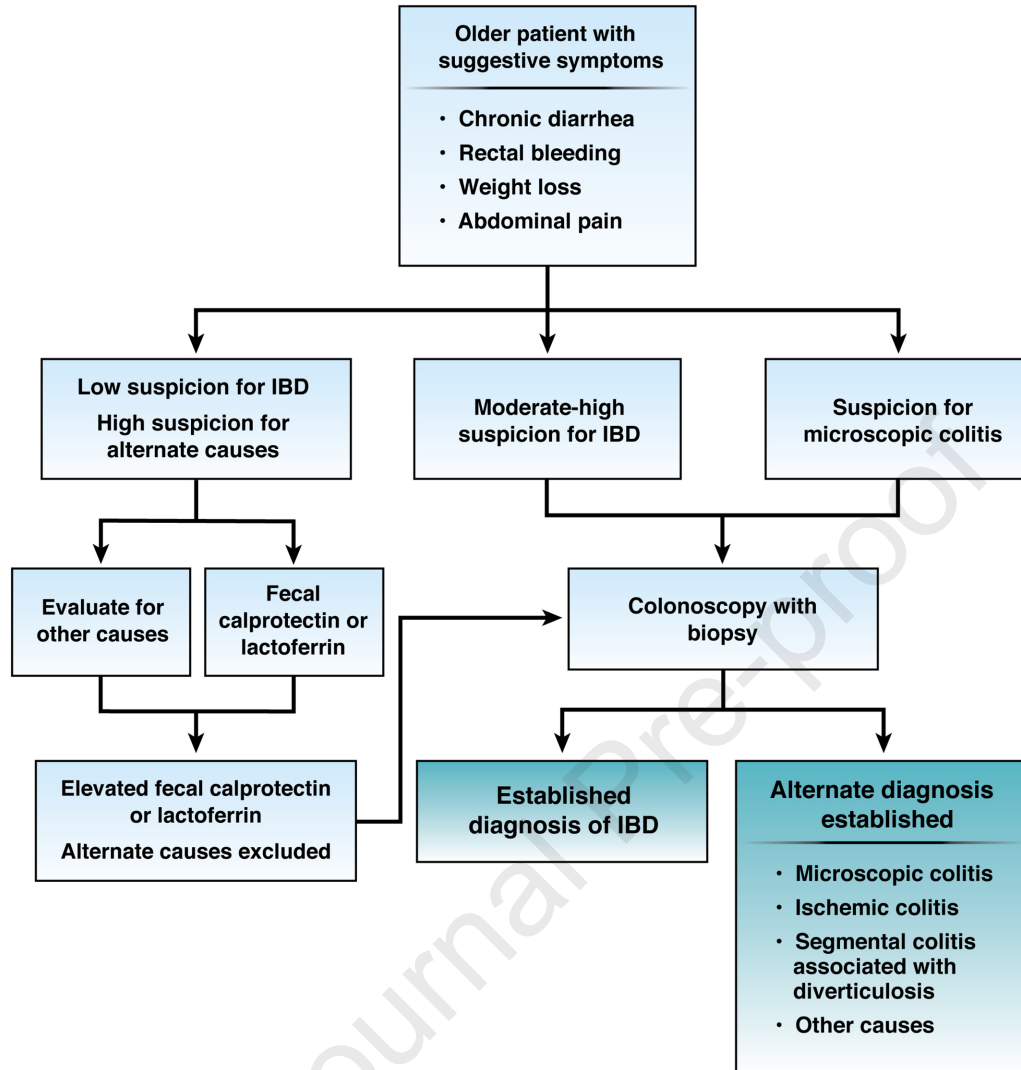 Older patient with
suggestive symptoms
· Chronic diarrhea
· Rectal bleeding
· Weight loss
· Abdominal pain
Low suspicion for IBD
High suspicion for
alternate causes
Moderate-high
suspicion for IBD
Suspicion for
microscopic colitis
Evaluate for
other causes
Fecal
calprotectin or
lactoferrin
Colonoscopy with
biopsy
Elevated fecal calprotectin
or lactoferrin
Alternate causes excluded
Established
diagnosis of IBD
Alternate diagnosis
established
· Microscopic colitis
· Ischemic colitis
· Segmental colitis
associated with
diverticulosis
· Other causes
ournal Pre-proof